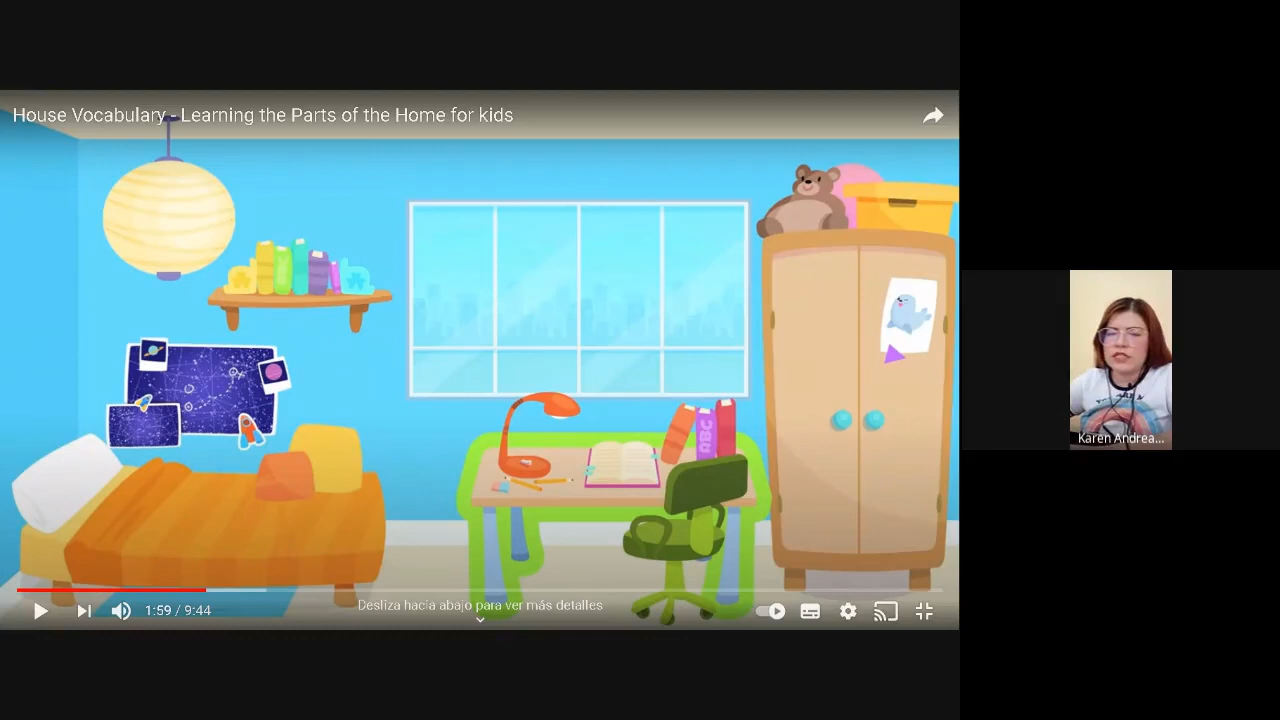 House Vocabulary - Learning the Parts of the Home for kids
ABC
1:59 / 9:44
Desliza hacia abajo para ver más detalles
Karen Andrea...